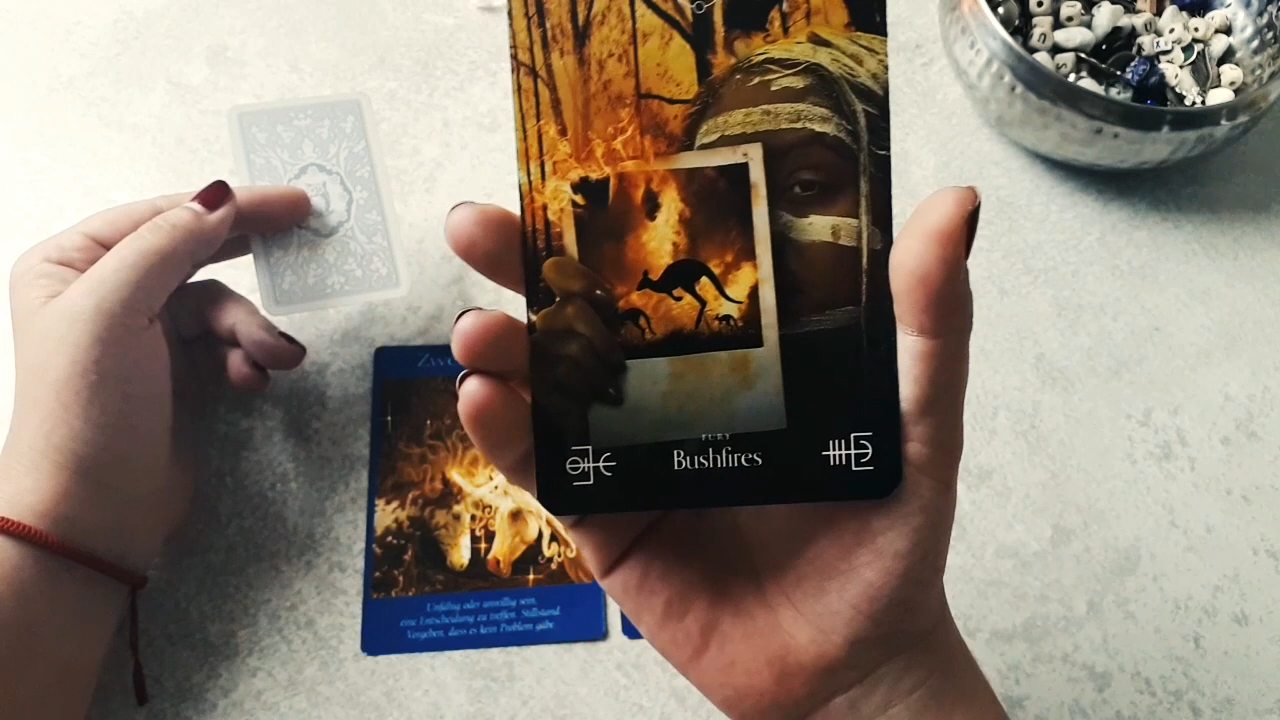 FURY
Bushfires
Unfähig oder unwillig sein,
eine Entscheidung zu treffen. Stillstand.
Vorgeben, dass es kein Problem gäbe.